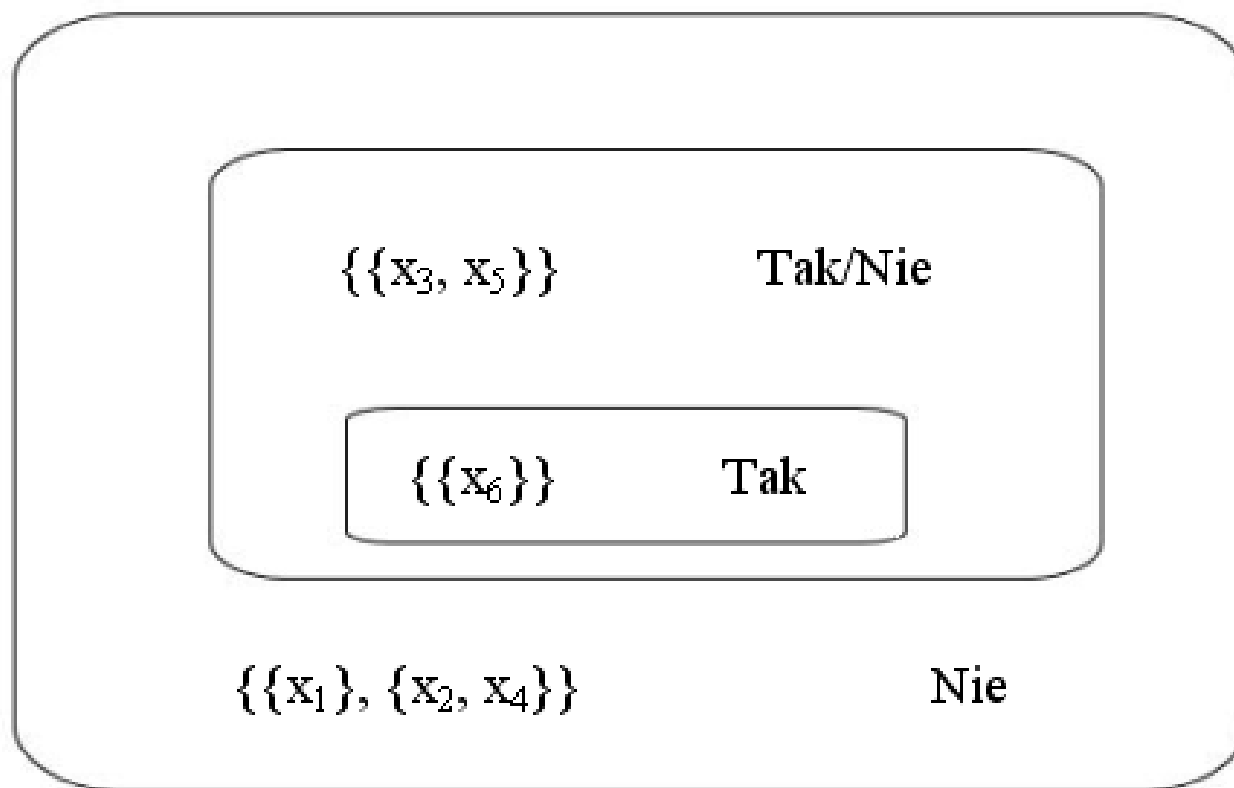 {{x₃, x₅}} Tak/Nie
{{x₆}} Tak
{{x₁}, {x₂, x₄}} Nie